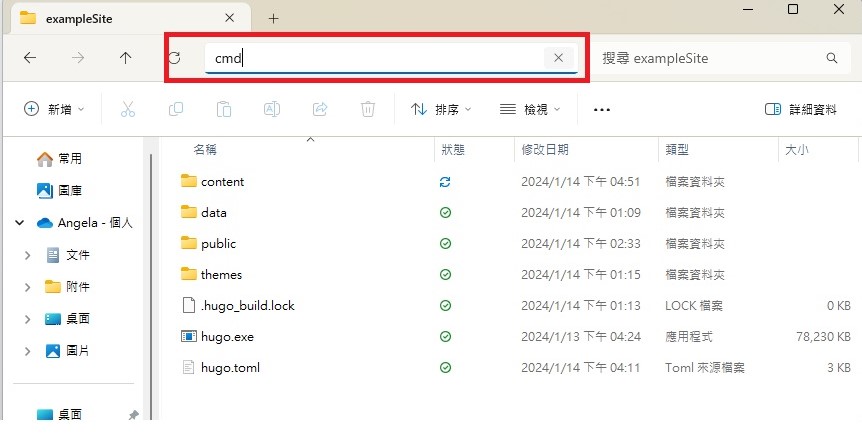 exampleSite
cmd
搜尋 exampleSite
新增
排序
檢視
詳細資料
常用
圖庫
Angela - 個人
文件
附件
桌面
圖片
桌面
名稱 狀態 修改日期 類型 大小
content 2024/1/14 下午 04:51 檔案資料夾
data 2024/1/14 下午 01:09 檔案資料夾
public 2024/1/14 下午 02:33 檔案資料夾
themes 2024/1/14 下午 01:15 檔案資料夾
.hugo_build.lock 2024/1/14 下午 01:13 LOCK 檔案 0 KB
hugo.exe 2024/1/13 下午 04:24 應用程式 78,230 KB
hugo.toml 2024/1/14 下午 04:11 Toml 來源檔案 3 KB